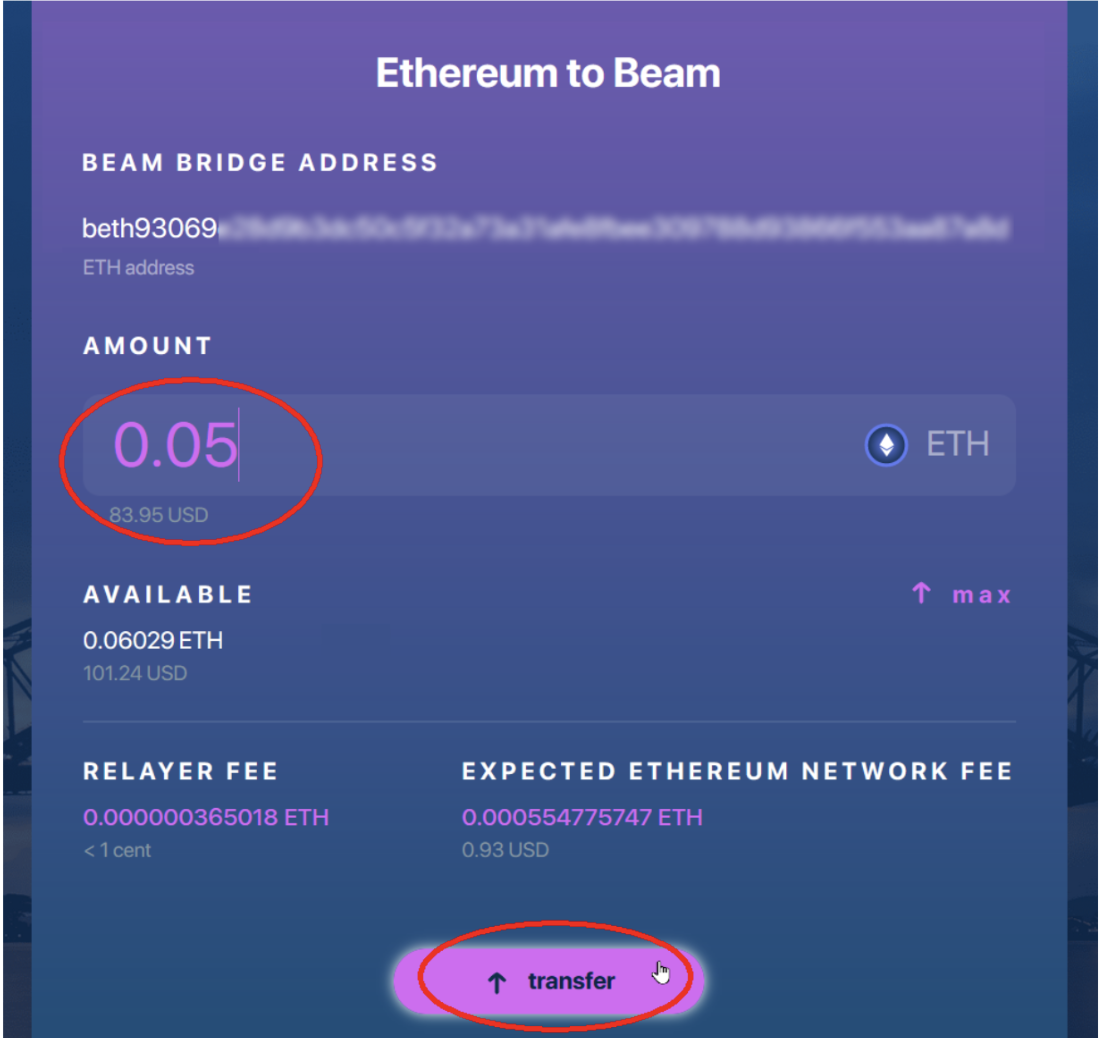 Ethereum to Beam
BEAM BRIDGE ADDRESS
beth93069
ETH address
AMOUNT
0.05
ETH
83.95 USD
AVAILABLE
↑ max
0.06029 ETH
101.24 USD
RELAYER FEE
EXPECTED ETHEREUM NETWORK FEE
0.000000365018 ETH
0.000554775747 ETH
< 1 cent
0.93 USD
↑ transfer